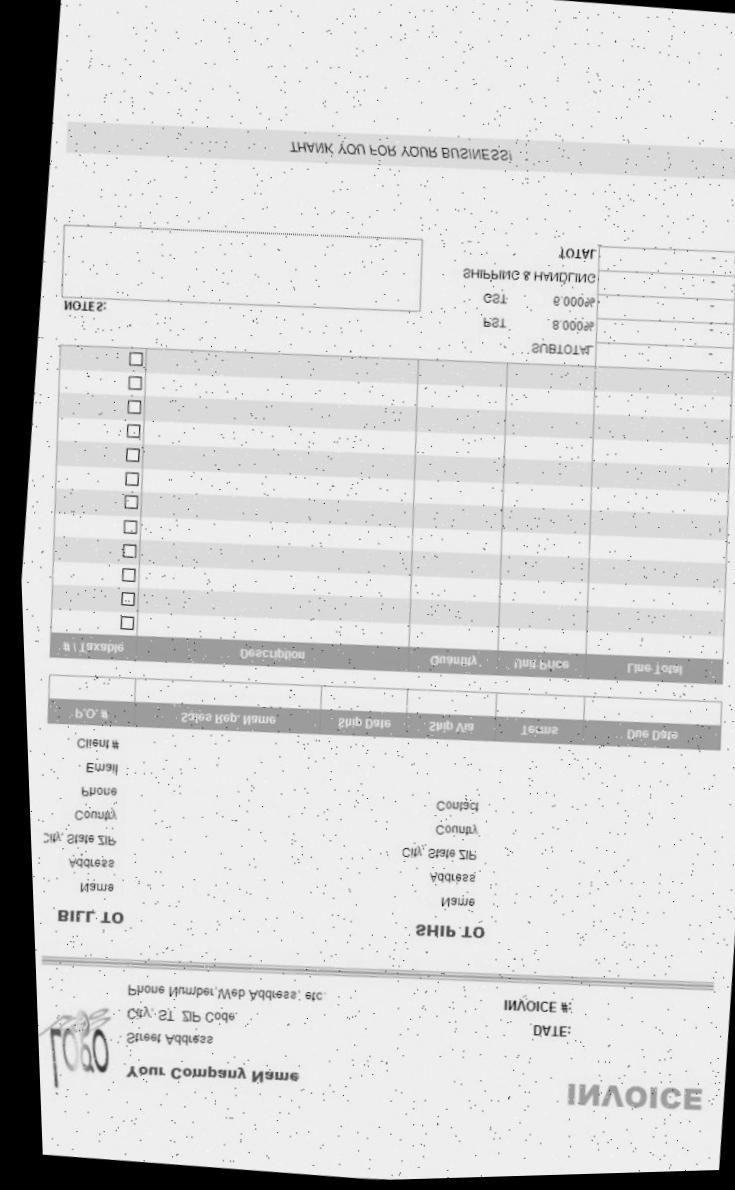 INVOICE
Your Company Name
Street Address
City, ST ZIP Code
Phone Number, Web Address, etc.
LOGO
DATE:
INVOICE #:
BILL TO
Name
Address
City, State ZIP
Country
Phone
Email
Client #
SHIP TO
Name
Address
City, State ZIP
Country
Contact
P.O. # Sales Rep. Name Ship Date Ship Via Terms Due Date
# / Taxable Description Quantity Unit Price Line Total
SUBTOTAL -
PST 8.000% -
GST 6.000% -
SHIPPING & HANDLING -
TOTAL -
NOTES:
THANK YOU FOR YOUR BUSINESS!